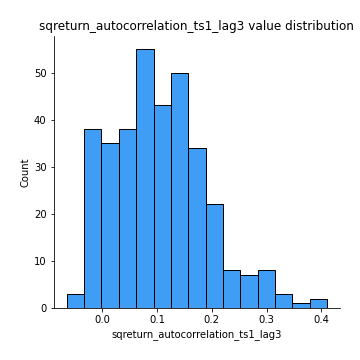 sqreturn_autocorrelation_ts1_lag3 value distribution
50
40
30
20
10
0
Count
0.0 0.1 0.2 0.3 0.4
sqreturn_autocorrelation_ts1_lag3